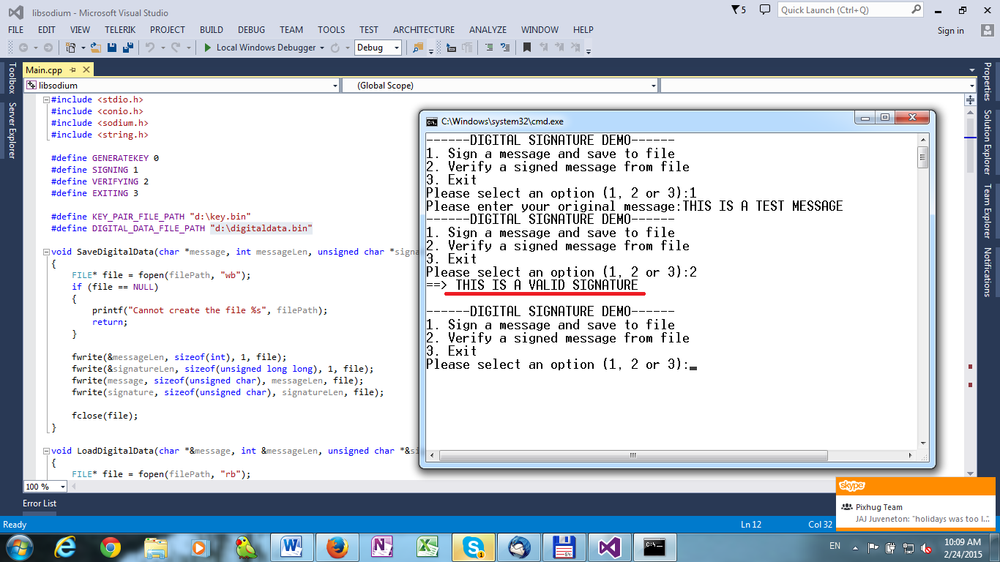 libsodium - Microsoft Visual Studio
5
Quick Launch (Ctrl+Q)
FILE EDIT VIEW TELERIK PROJECT BUILD DEBUG TEAM TOOLS TEST ARCHITECTURE ANALYZE WINDOW HELP
Sign in
Local Windows Debugger
Debug
Toolbox
Server Explorer
Main.cpp
libsodium
(Global Scope)
#include <stdio.h>
#include <conio.h>
#include <sodium.h>
#include <string.h>
#define GENERATEKEY 0
#define SIGNING 1
#define VERIFYING 2
#define EXITING 3
#define KEY_PAIR_FILE_PATH "d:\key.bin"
#define DIGITAL_DATA_FILE_PATH "d:\digitaldata.bin"
void SaveDigitalData(char *message, int messageLen, unsigned char *signa
{
FILE* file = fopen(filePath, "wb");
if (file == NULL)
{
printf("Cannot create the file %s", filePath);
return;
}
fwrite(&messageLen, sizeof(int), 1, file);
fwrite(&signatureLen, sizeof(unsigned long long), 1, file);
fwrite(message, sizeof(unsigned char), messageLen, file);
fwrite(signature, sizeof(unsigned char), signatureLen, file);
fclose(file);
}
void LoadDigitalData(char *&message, int &messageLen, unsigned char *&si
{
FILE* file = fopen(filePath, "rb");
100 %
C:\Windows\system32\cmd.exe
------DIGITAL SIGNATURE DEMO------
1. Sign a message and save to file
2. Verify a signed message from file
3. Exit
Please select an option (1, 2 or 3):1
Please enter your original message:THIS IS A TEST MESSAGE
------DIGITAL SIGNATURE DEMO------
1. Sign a message and save to file
2. Verify a signed message from file
3. Exit
Please select an option (1, 2 or 3):2
==> THIS IS A VALID SIGNATURE
------DIGITAL SIGNATURE DEMO------
1. Sign a message and save to file
2. Verify a signed message from file
3. Exit
Please select an option (1, 2 or 3):
Properties
Solution Explorer
Team Explorer
Notifications
Error List
Ready
Ln 12
Col 32
skype
Pixhug Team
JAJ Juveneton: "holidays was too l..."
EN
10:09 AM
2/24/2015